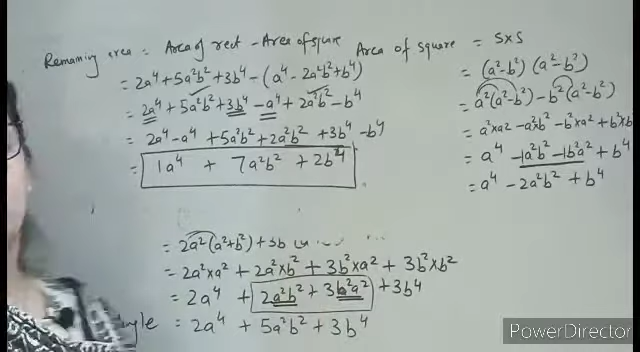 Remaning area = Area of rect - Area of square
= 2a⁴ + 5a²b² + 3b⁴ - (a⁴ - 2a²b² + b⁴)
= 2a⁴ + 5a²b² + 3b⁴ - a⁴ + 2a²b² - b⁴
= 2a⁴ - a⁴ + 5a²b² + 2a²b² + 3b⁴ - b⁴
= 1a⁴ + 7a²b² + 2b⁴
Area of square = S×S
= (a²-b²) (a²-b²)
= a²(a²-b²) - b²(a²-b²)
= a²×a² - a²×b² - b²×a² + b²×b
= a⁴ - 1a²b² - 1b²a² + b⁴
= a⁴ - 2a²b² + b⁴
= 2a²(a²+b²) + 3b
= 2a²×a² + 2a²×b² + 3b²×a² + 3b²×b²
= 2a⁴ + 2a²b² + 3b²a² + 3b⁴
= 2a⁴ + 5a²b² + 3b⁴
PowerDirector